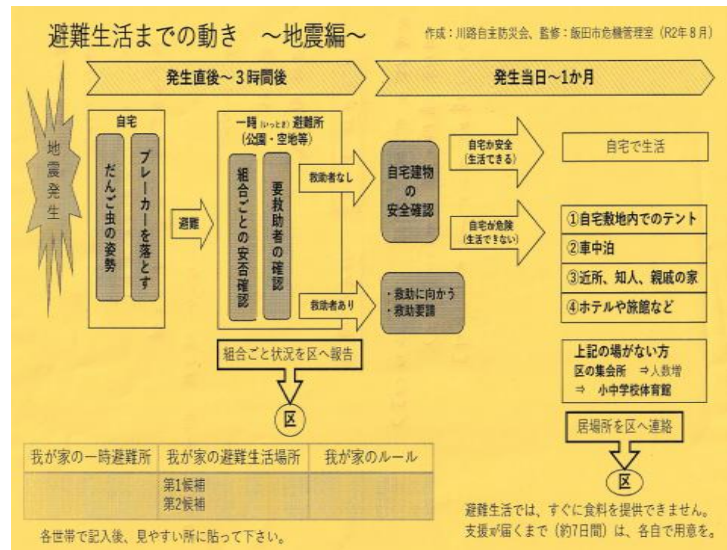 避難生活までの動き ～地震編～
作成：川路自主防災会、監修：飯田市危機管理室（R2年8月）
発生直後～3時間後
発生当日～1か月
地震発生
自宅
だんご虫の姿勢
ブレーカーを落とす
避難
一時（いっとき）避難所
（公園・空地等）
組合ごとの安否確認
要救助者の確認
救助者なし
救助者あり
自宅建物
の
安全確認
・救助に向かう
・救助要請
自宅が安全
（生活できる）
自宅が危険
（生活できない）
自宅で生活
①自宅敷地内でのテント
②車中泊
③近所、知人、親戚の家
④ホテルや旅館など
上記の場がない方
区の集会所 ⇒人数増
⇒ 小中学校体育館
組合ごと状況を区へ報告
区
居場所を区へ連絡
区
我が家の一時避難所
我が家の避難生活場所
我が家のルール
第1候補
第2候補
各世帯で記入後、見やすい所に貼って下さい。
避難生活では、すぐに食料を提供できません。
支援が届くまで（約7日間）は、各自で用意を。